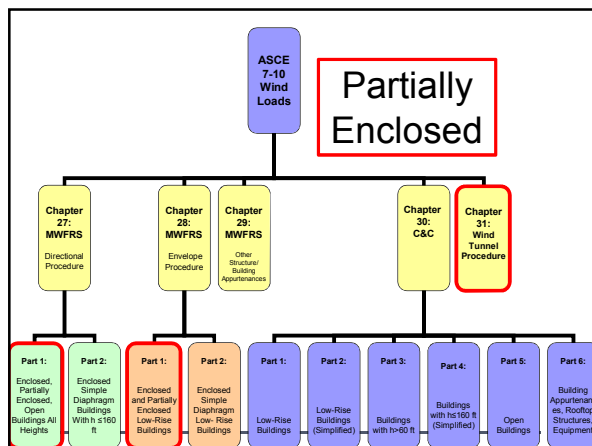 ASCE
7-10
Wind
Loads
Partially
Enclosed
Chapter
27:
MWFRS
Directional
Procedure
Chapter
28:
MWFRS
Envelope
Procedure
Chapter
29:
MWFRS
Other
Structure/
Building
Appurtenances
Chapter
30:
C&C
Chapter
31: Wind
Tunnel
Procedure
Part 1:
Enclosed,
Partially
Enclosed,
Open
Buildings All
Heights
Part 2:
Enclosed
Simple
Diaphragm
Buildings
With h ≤160
ft
Part 1:
Enclosed
and Partially
Enclosed
Low-Rise
Buildings
Part 2:
Enclosed
Simple
Diaphragm
Low- Rise
Buildings
Part 1:
Low-Rise
Buildings
Part 2:
Low-Rise
Buildings
(Simplified)
Part 3:
Buildings
with h>60 ft
Part 4:
Buildings
with h≤160 ft
(Simplified)
Part 5:
Open
Buildings
Part 6:
Building
Appurtenanc
es, Rooftop
Structures,
Equipment